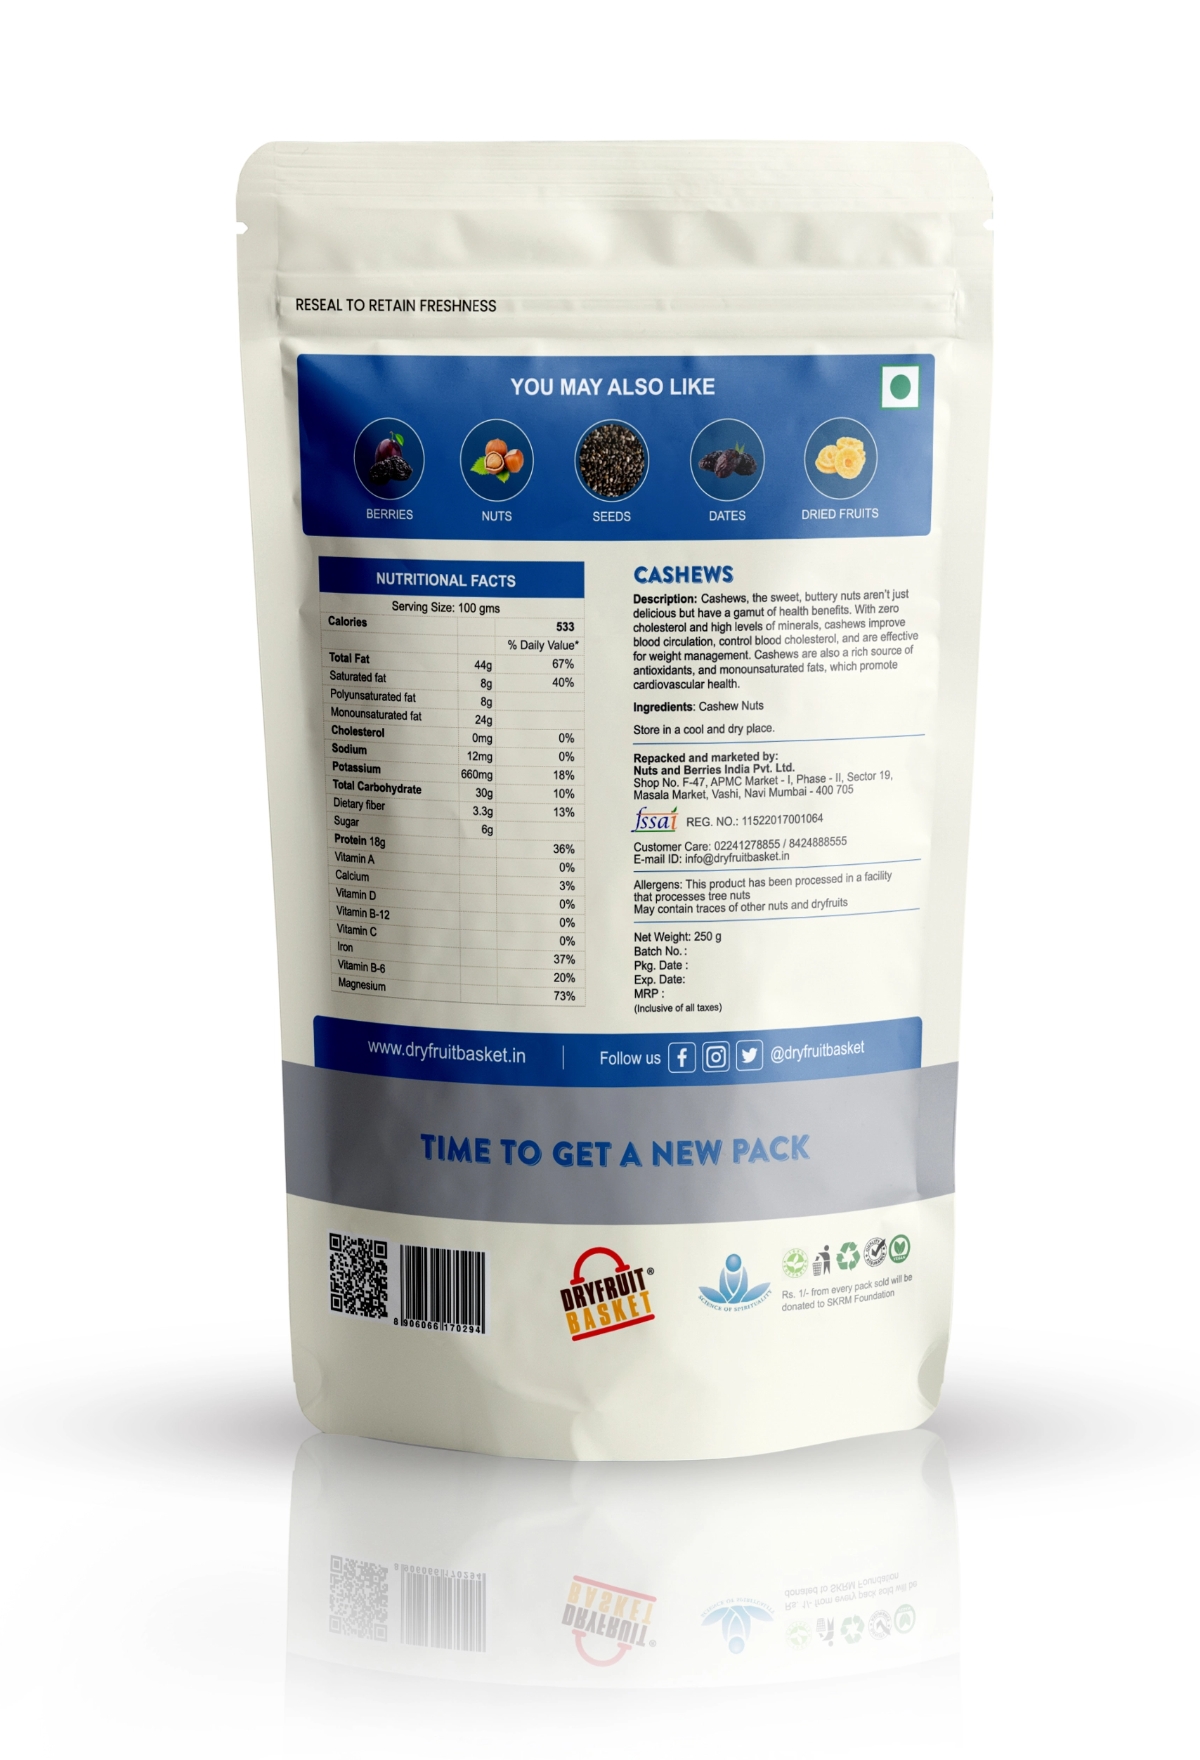 RESEAL TO RETAIN FRESHNESS
YOU MAY ALSO LIKE
BERRIES
NUTS
SEEDS
DATES
DRIED FRUITS
NUTRITIONAL FACTS
Serving Size: 100 gms
Calories 533
% Daily Value*
Total Fat 44g 67%
Saturated fat 8g 40%
Polyunsaturated fat 8g
Monounsaturated fat 24g
Cholesterol 0mg 0%
Sodium 12mg 0%
Potassium 660mg 18%
Total Carbohydrate 30g 10%
Dietary fiber 3.3g 13%
Sugar 6g
Protein 18g 36%
Vitamin A 0%
Calcium 3%
Vitamin D 0%
Vitamin B-12 0%
Vitamin C 0%
Iron 37%
Vitamin B-6 20%
Magnesium 73%
CASHEWS
Description: Cashews, the sweet, buttery nuts aren't just
delicious but have a gamut of health benefits. With zero
cholesterol and high levels of minerals, cashews improve
blood circulation, control blood cholesterol, and are effective
for weight management. Cashews are also a rich source of
antioxidants, and monounsaturated fats, which promote
cardiovascular health.
Ingredients: Cashew Nuts
Store in a cool and dry place.
Repacked and marketed by:
Nuts and Berries India Pvt. Ltd.
Shop No. F-47, APMC Market - I, Phase - II, Sector 19,
Masala Market, Vashi, Navi Mumbai - 400 705
fssai REG. NO.: 11522017001064
Customer Care: 02241278855 / 8424888555
E-mail ID: info@dryfruitbasket.in
Allergens: This product has been processed in a facility
that processes tree nuts
May contain traces of other nuts and dryfruits
Net Weight: 250 g
Batch No. :
Pkg. Date :
Exp. Date:
MRP :
(Inclusive of all taxes)
www.dryfruitbasket.in | Follow us @dryfruitbasket
TIME TO GET A NEW PACK
8 906066 170294
DRYFRUIT®
BASKET
SCIENCE OF SPIRITUALITY
Rs. 1/- from every pack sold will be
donated to SKRM Foundation